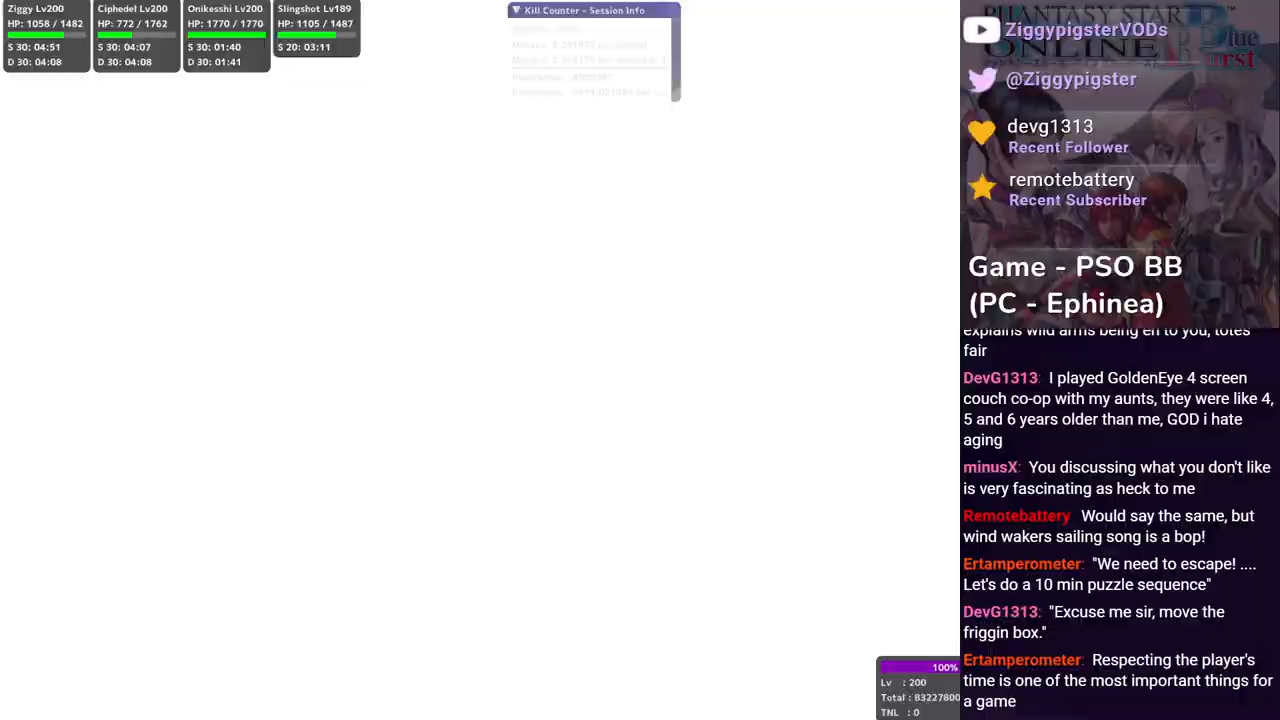 Ziggy Lv200
HP: 1058 / 1482
S 30: 04:51
D 30: 04:08
Ciphedel Lv200
HP: 772 / 1762
S 30: 04:07
D 30: 04:08
Onikesshi Lv200
HP: 1770 / 1770
S 30: 01:40
D 30: 01:41
Slingshot Lv189
HP: 1105 / 1487
S 20: 03:11
Kill Counter - Session Info
PHANTASY STAR
ONLINE Blue
Burst
ZiggypigsterVODs
@Ziggypigster
devg1313
Recent Follower
remotebattery
Recent Subscriber
Game - PSO BB
(PC - Ephinea)
explains wild arms being eh to you, totes
fair
DevG1313: I played GoldenEye 4 screen
couch co-op with my aunts, they were like 4,
5 and 6 years older than me, GOD i hate
aging
minusX: You discussing what you don't like
is very fascinating as heck to me
Remotebattery Would say the same, but
wind wakers sailing song is a bop!
Ertamperometer: "We need to escape! ....
Let's do a 10 min puzzle sequence"
DevG1313: "Excuse me sir, move the
friggin box."
Ertamperometer: Respecting the player's
time is one of the most important things for
a game
100%
Lv : 200
Total : 83227800
TNL : 0